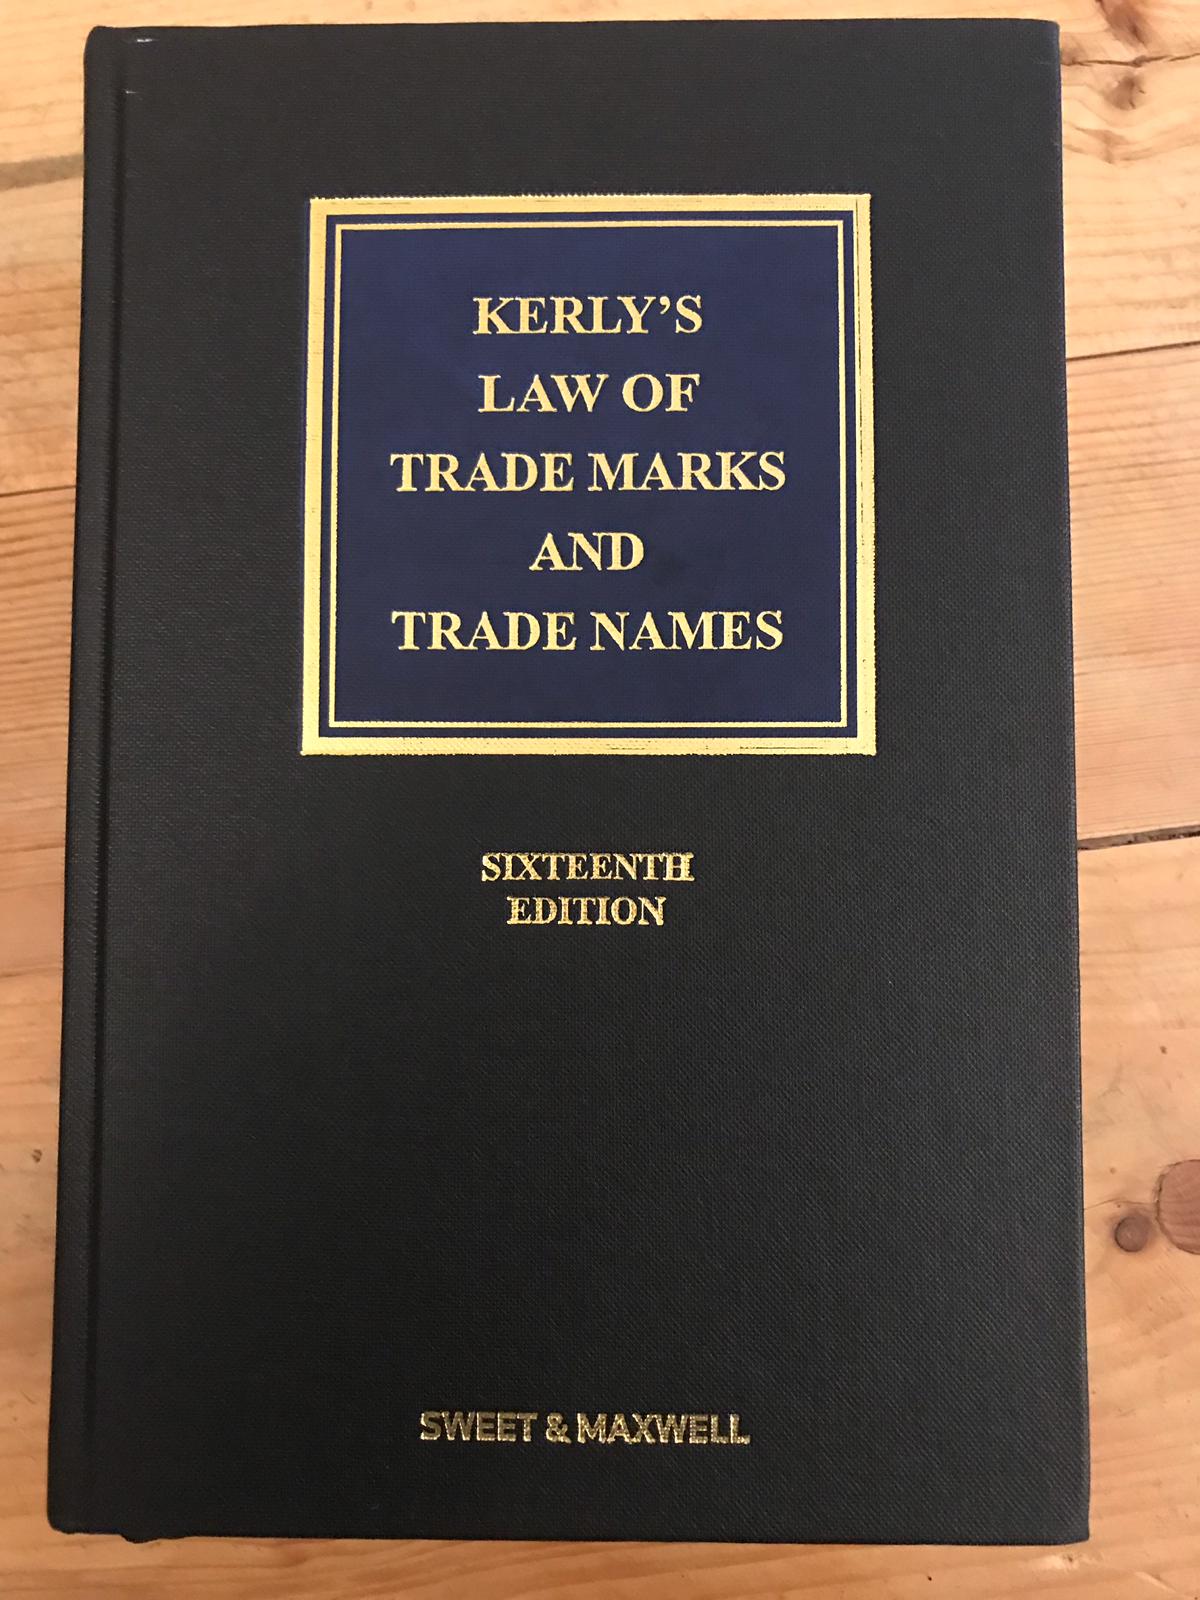 KERLY’S
LAW OF
TRADE MARKS
AND
TRADE NAMES
SIXTEENTH
EDITION
SWEET & MAXWELL